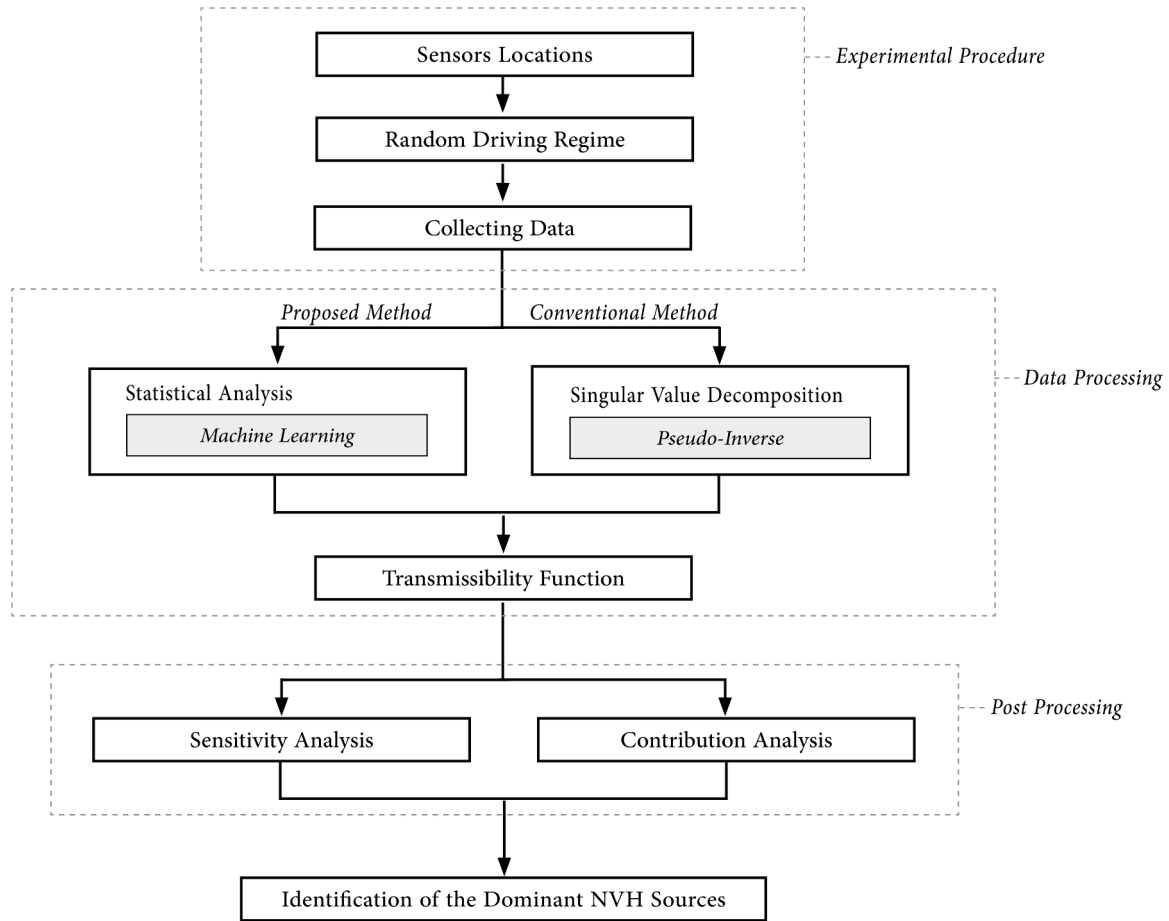 Sensors Locations
Experimental Procedure
Random Driving Regime
Collecting Data
Proposed Method
Conventional Method
Data Processing
Statistical Analysis
Machine Learning
Singular Value Decomposition
Pseudo-Inverse
Transmissibility Function
Post Processing
Sensitivity Analysis
Contribution Analysis
Identification of the Dominant NVH Sources